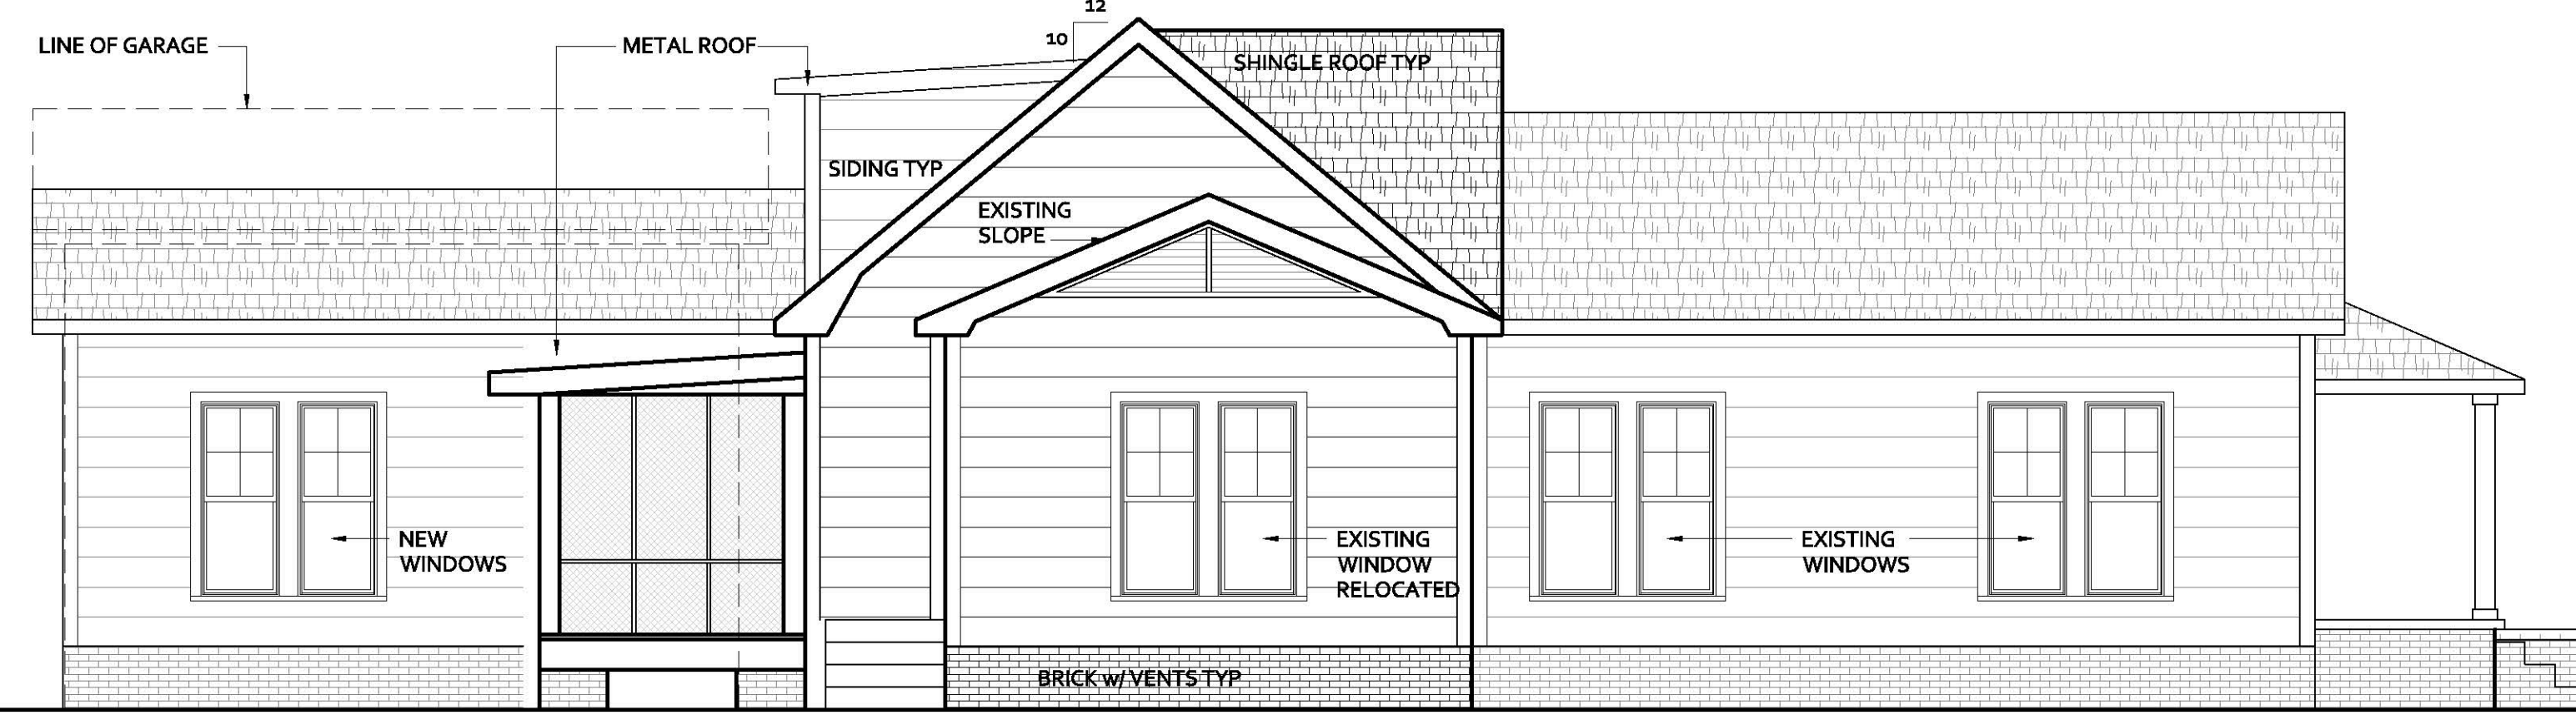 12
10
LINE OF GARAGE
METAL ROOF
SHINGLE ROOF TYP
SIDING TYP
EXISTING
SLOPE
NEW
WINDOWS
EXISTING
WINDOW
RELOCATED
EXISTING
WINDOWS
BRICK w/ VENTS TYP